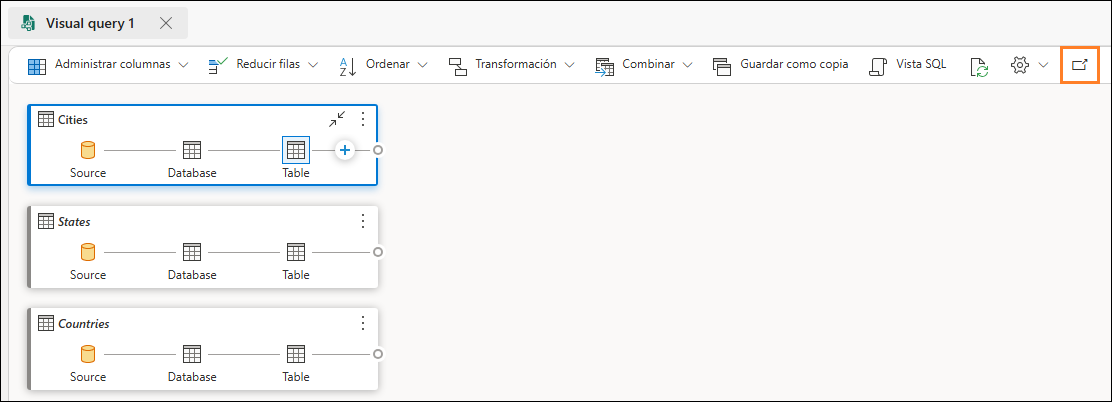 Visual query 1
Administrar columnas Reducir filas Ordenar Transformación Combinar Guardar como copia Vista SQL
Cities
Source Database Table
States
Source Database Table
Countries
Source Database Table